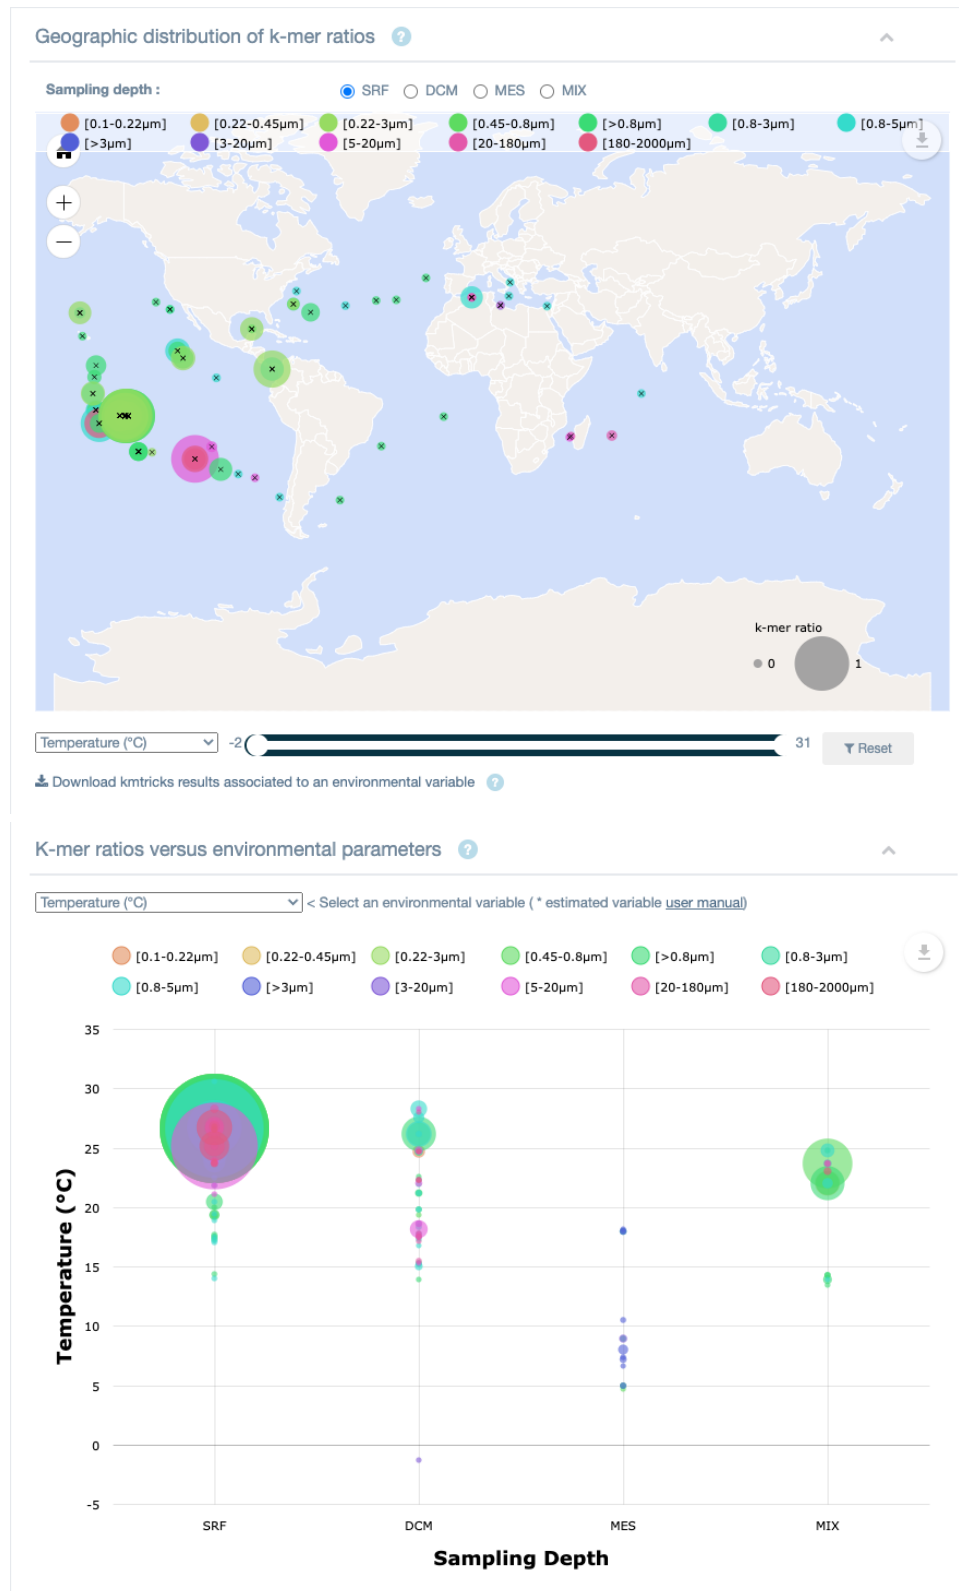 Geographic distribution of k-mer ratios ?
Sampling depth : SRF DCM MES MIX
[0.1-0.22µm] [0.22-0.45µm] [0.22-3µm] [0.45-0.8µm] [>0.8µm] [0.8-3µm] [0.8-5µm]
[>3µm] [3-20µm] [5-20µm] [20-180µm] [180-2000µm]
+
−
k-mer ratio
0 1
Temperature (°C) -2 31 Reset
Download kmtricks results associated to an environmental variable ?
K-mer ratios versus environmental parameters ?
Temperature (°C) < Select an environmental variable ( * estimated variable user manual)
[0.1-0.22µm] [0.22-0.45µm] [0.22-3µm] [0.45-0.8µm] [>0.8µm] [0.8-3µm]
[0.8-5µm] [>3µm] [3-20µm] [5-20µm] [20-180µm] [180-2000µm]
35
30
25
20
15
10
5
0
-5
Temperature (°C)
SRF DCM MES MIX
Sampling Depth